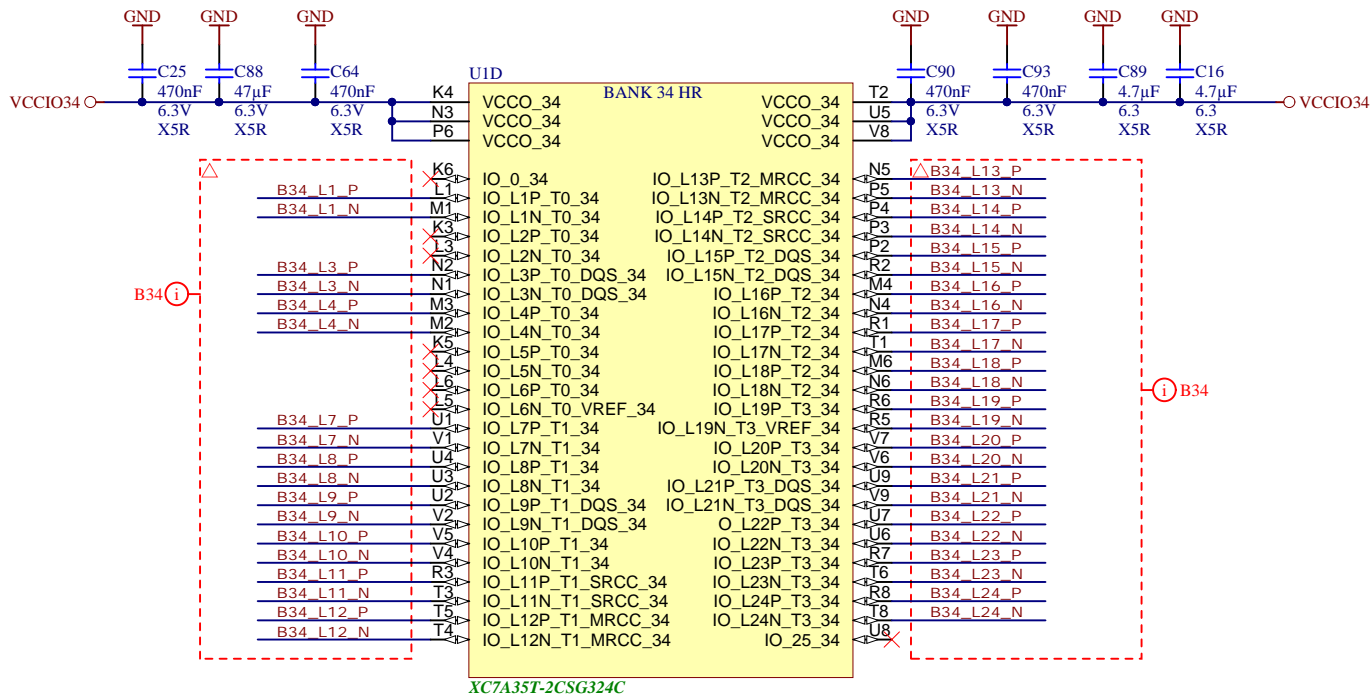 GND GND GND GND GND GND GND
C25 C88 C64 C90 C93 C89 C16
470nF 47µF 470nF 470nF 470nF 4.7µF 4.7µF
6.3V 6.3V 6.3V 6.3V 6.3V 6.3 6.3
X5R X5R X5R X5R X5R X5R X5R
U1D
BANK 34 HR
VCCIO34 K4 VCCO_34 VCCO_34 T2 VCCIO34
N3 VCCO_34 VCCO_34 U5
P6 VCCO_34 VCCO_34 V8
K6 IO_0_34 IO_L13P_T2_MRCC_34 N5 B34_L13_P
B34_L1_P L1 IO_L1P_T0_34 IO_L13N_T2_MRCC_34 P5 B34_L13_N
B34_L1_N M1 IO_L1N_T0_34 IO_L14P_T2_SRCC_34 P4 B34_L14_P
K3 IO_L2P_T0_34 IO_L14N_T2_SRCC_34 P3 B34_L14_N
L3 IO_L2N_T0_34 IO_L15P_T2_DQS_34 P2 B34_L15_P
B34_L3_P N2 IO_L3P_T0_DQS_34 IO_L15N_T2_DQS_34 R2 B34_L15_N
B34 i B34_L3_N N1 IO_L3N_T0_DQS_34 IO_L16P_T2_34 M4 B34_L16_P
B34_L4_P M3 IO_L4P_T0_34 IO_L16N_T2_34 N4 B34_L16_N
B34_L4_N M2 IO_L4N_T0_34 IO_L17P_T2_34 R1 B34_L17_P
K5 IO_L5P_T0_34 IO_L17N_T2_34 T1 B34_L17_N
L4 IO_L5N_T0_34 IO_L18P_T2_34 M6 B34_L18_P
L6 IO_L6P_T0_34 IO_L18N_T2_34 N6 B34_L18_N i B34
L5 IO_L6N_T0_VREF_34 IO_L19P_T3_34 R6 B34_L19_P
B34_L7_P U1 IO_L7P_T1_34 IO_L19N_T3_VREF_34 R5 B34_L19_N
B34_L7_N V1 IO_L7N_T1_34 IO_L20P_T3_34 V7 B34_L20_P
B34_L8_P U4 IO_L8P_T1_34 IO_L20N_T3_34 V6 B34_L20_N
B34_L8_N U3 IO_L8N_T1_34 IO_L21P_T3_DQS_34 U9 B34_L21_P
B34_L9_P U2 IO_L9P_T1_DQS_34 IO_L21N_T3_DQS_34 V9 B34_L21_N
B34_L9_N V2 IO_L9N_T1_DQS_34 O_L22P_T3_34 U7 B34_L22_P
B34_L10_P V5 IO_L10P_T1_34 IO_L22N_T3_34 U6 B34_L22_N
B34_L10_N V4 IO_L10N_T1_34 IO_L23P_T3_34 R7 B34_L23_P
B34_L11_P R3 IO_L11P_T1_SRCC_34 IO_L23N_T3_34 T6 B34_L23_N
B34_L11_N T3 IO_L11N_T1_SRCC_34 IO_L24P_T3_34 R8 B34_L24_P
B34_L12_P T5 IO_L12P_T1_MRCC_34 IO_L24N_T3_34 T8 B34_L24_N
B34_L12_N T4 IO_L12N_T1_MRCC_34 IO_25_34 U8
XC7A35T-2CSG324C